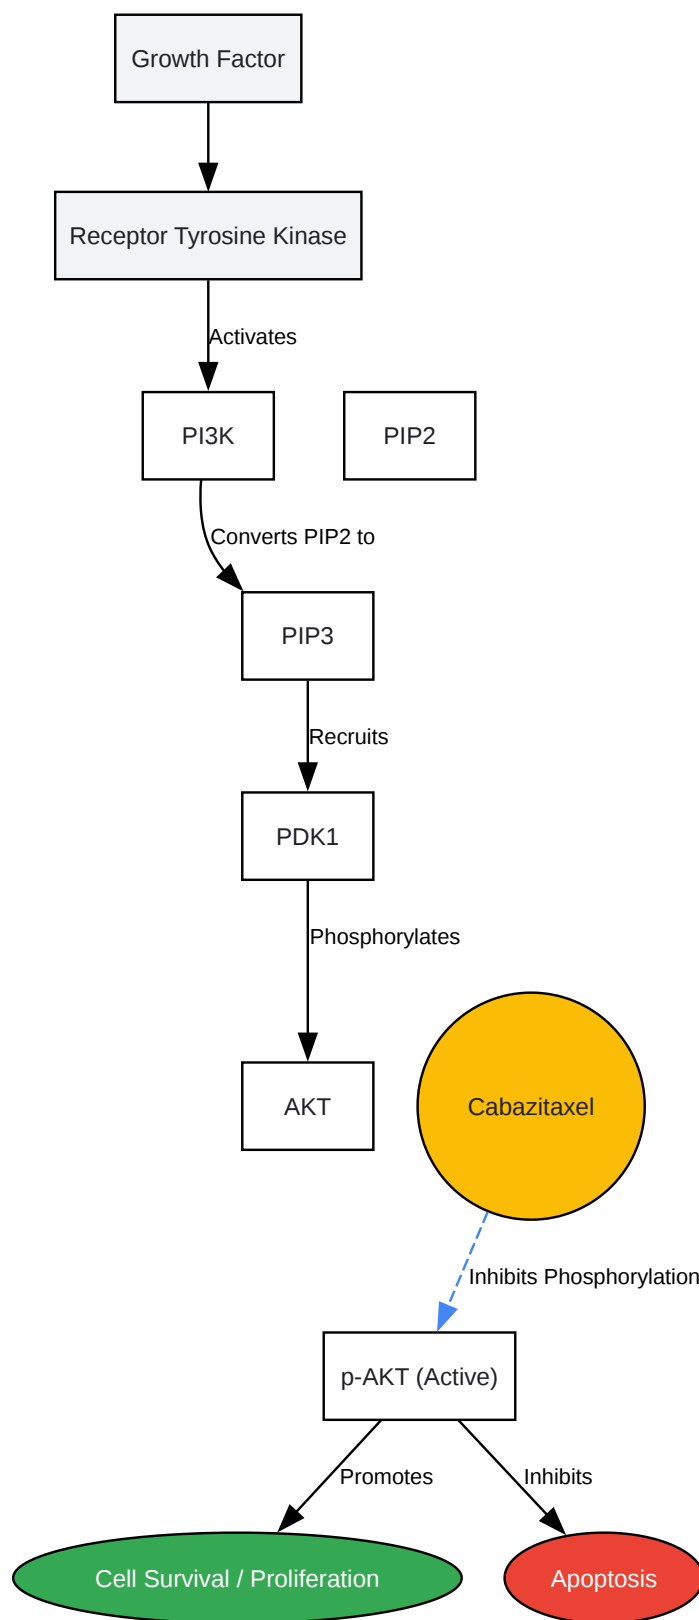 Growth Factor
Receptor Tyrosine Kinase
Activates
PI3K
PIP2
Converts PIP2 to
PIP3
Recruits
PDK1
Phosphorylates
AKT
Cabazitaxel
Inhibits Phosphorylation
p-AKT (Active)
Promotes
Inhibits
Cell Survival / Proliferation
Apoptosis